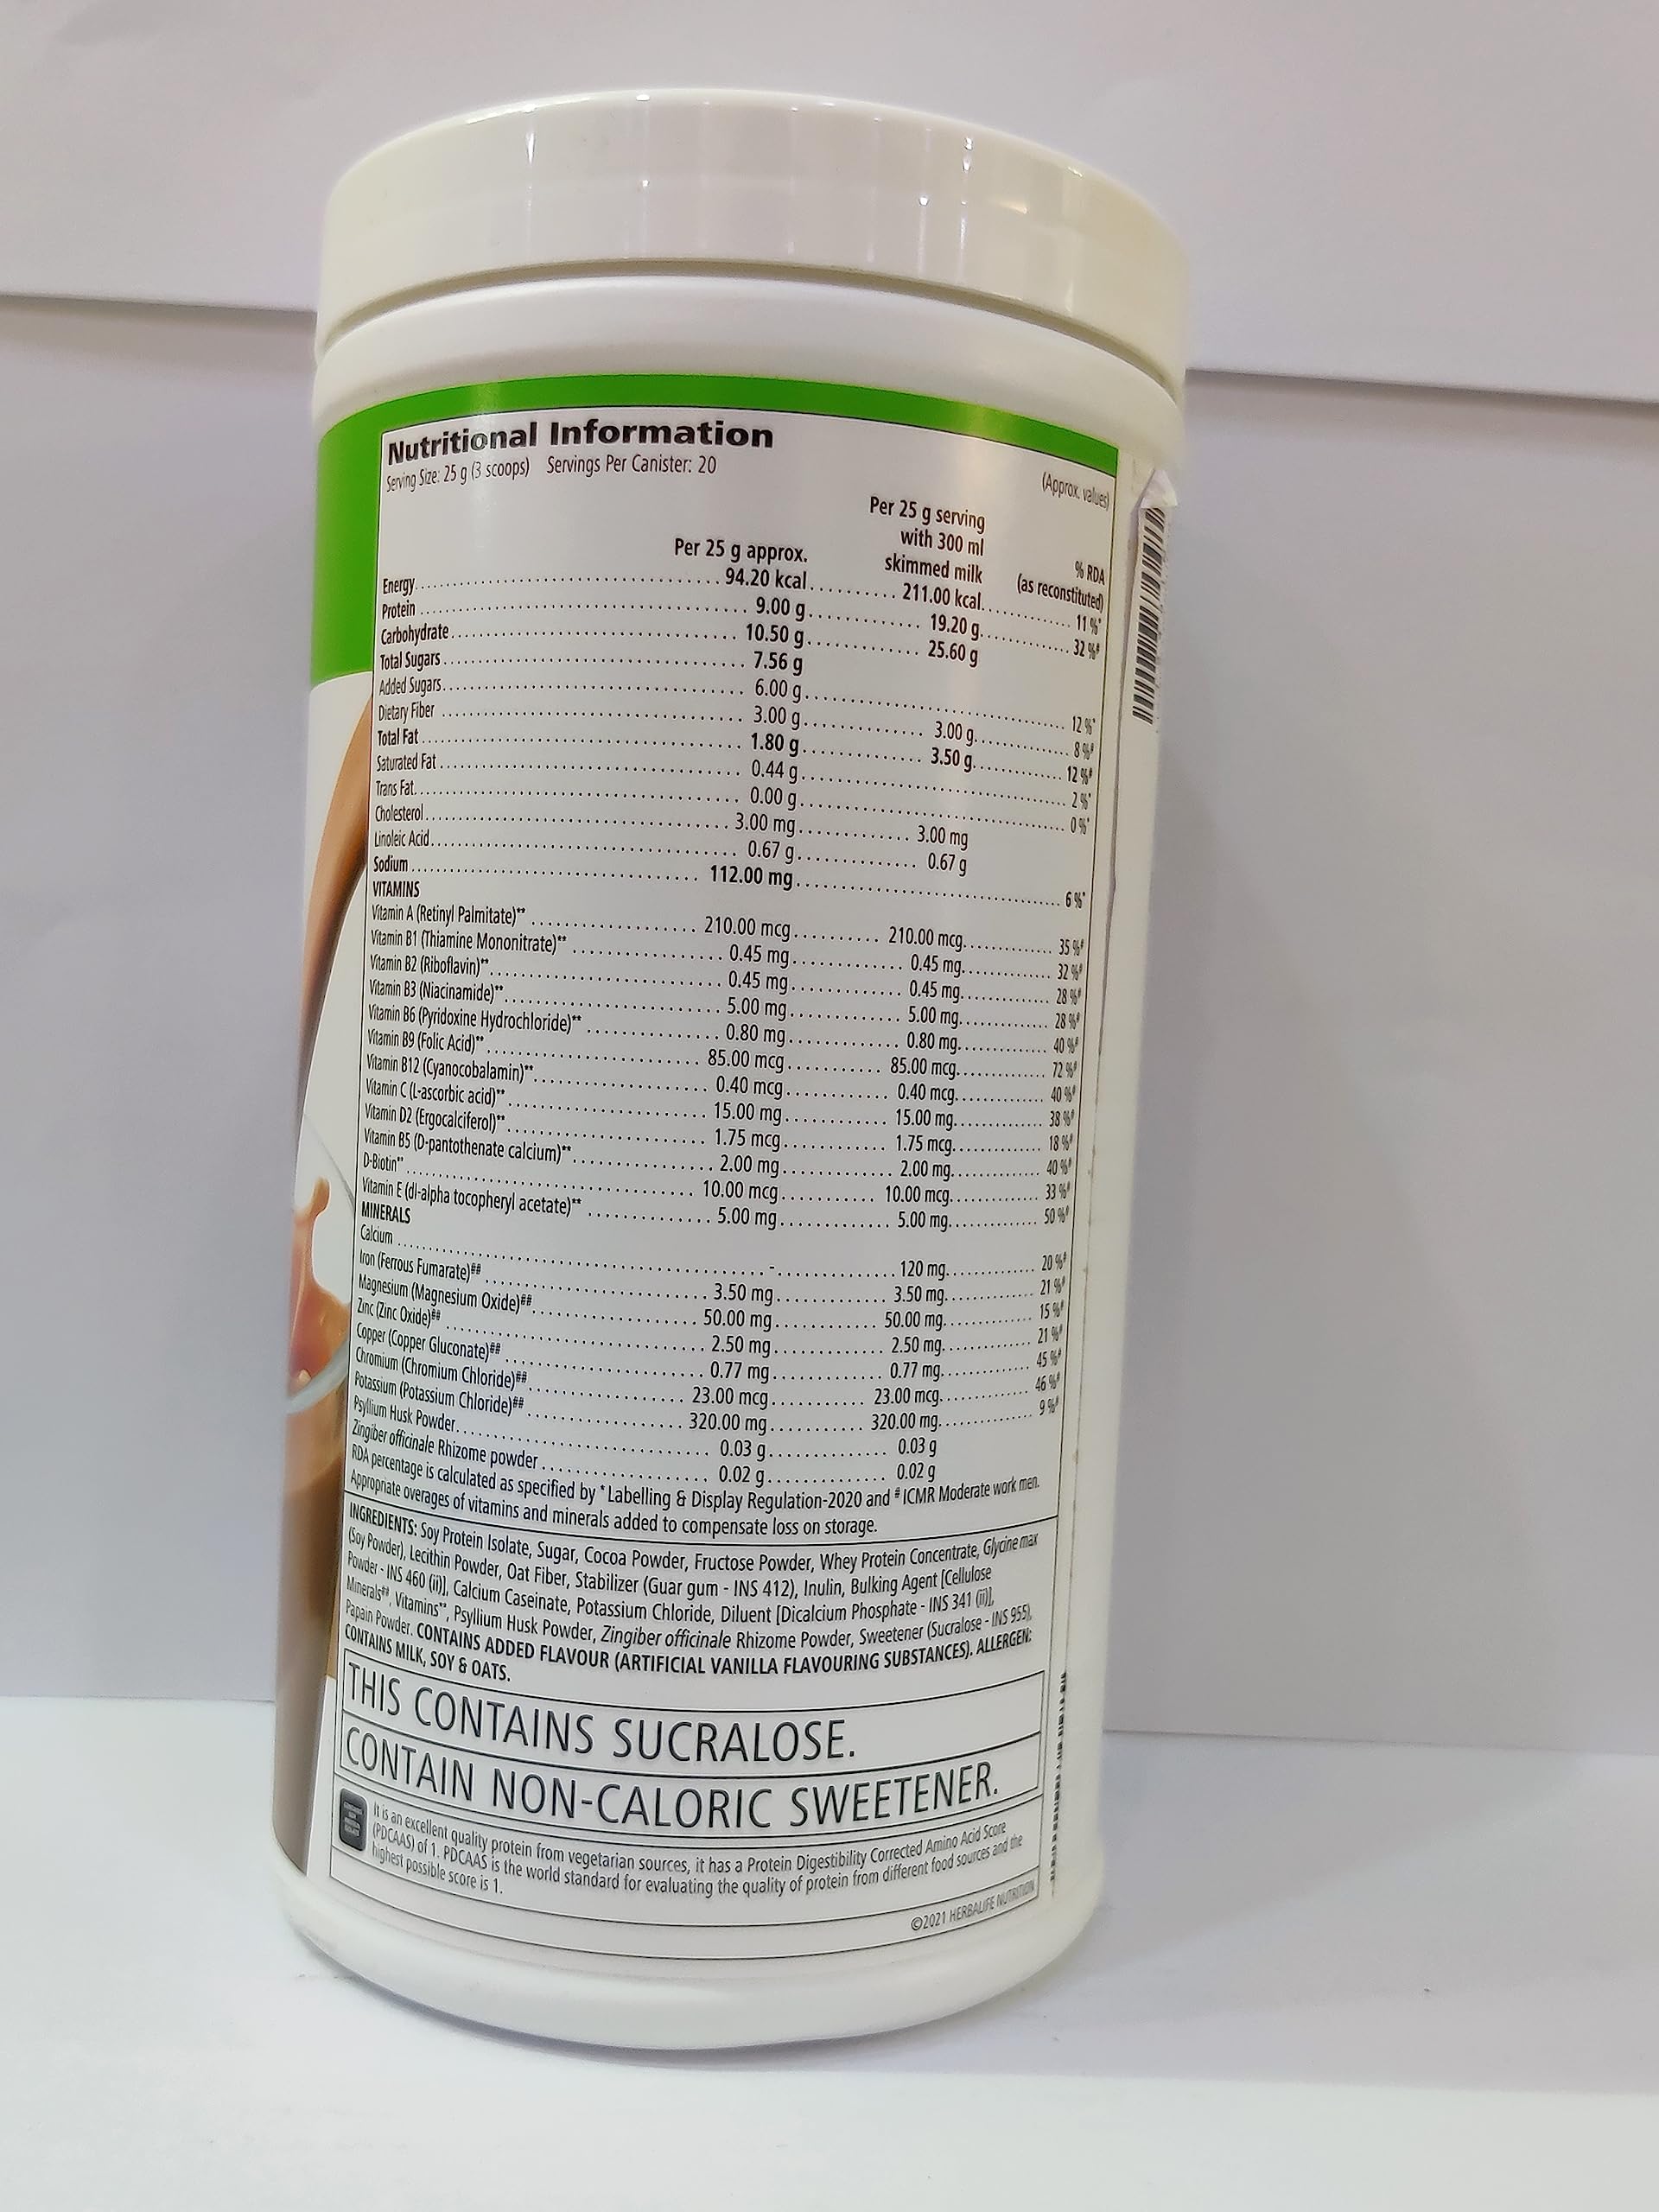 Nutritional Information
Serving Size: 25 g (3 scoops) Servings Per Canister: 20
(Approx. values)
Per 25 g approx. Per 25 g serving with 300 ml skimmed milk % RDA (as reconstituted)
Energy 94.20 kcal 211.00 kcal 11 %*
Protein 9.00 g 19.20 g 32 %#
Carbohydrate 10.50 g 25.60 g
Total Sugars 7.56 g
Added Sugars 6.00 g 12 %*
Dietary Fiber 3.00 g 3.00 g 8 %#
Total Fat 1.80 g 3.50 g 12 %#
Saturated Fat 0.44 g 2 %*
Trans Fat 0.00 g 0 %*
Cholesterol 3.00 mg 3.00 mg
Linoleic Acid 0.67 g 0.67 g
Sodium 112.00 mg 6 %*
VITAMINS
Vitamin A (Retinyl Palmitate)** 210.00 mcg 210.00 mcg 35 %#
Vitamin B1 (Thiamine Mononitrate)** 0.45 mg 0.45 mg 32 %#
Vitamin B2 (Riboflavin)** 0.45 mg 0.45 mg 28 %#
Vitamin B3 (Niacinamide)** 5.00 mg 5.00 mg 28 %#
Vitamin B6 (Pyridoxine Hydrochloride)** 0.80 mg 0.80 mg 40 %#
Vitamin B9 (Folic Acid)** 85.00 mcg 85.00 mcg 72 %#
Vitamin B12 (Cyanocobalamin)** 0.40 mcg 0.40 mcg 40 %#
Vitamin C (L-ascorbic acid)** 15.00 mg 15.00 mg 38 %#
Vitamin D2 (Ergocalciferol)** 1.75 mcg 1.75 mcg 18 %#
Vitamin B5 (D-pantothenate calcium)** 2.00 mg 2.00 mg 40 %#
D-Biotin** 10.00 mcg 10.00 mcg 33 %#
Vitamin E (dl-alpha tocopheryl acetate)** 5.00 mg 5.00 mg 50 %#
MINERALS
Calcium - 120 mg 20 %#
Iron (Ferrous Fumarate)## 3.50 mg 3.50 mg 21 %#
Magnesium (Magnesium Oxide)## 50.00 mg 50.00 mg 15 %#
Zinc (Zinc Oxide)## 2.50 mg 2.50 mg 21 %#
Copper (Copper Gluconate)## 0.77 mg 0.77 mg 45 %#
Chromium (Chromium Chloride)## 23.00 mcg 23.00 mcg 46 %#
Potassium (Potassium Chloride)## 320.00 mg 320.00 mg 9 %#
Psyllium Husk Powder 0.03 g 0.03 g
Zingiber officinale Rhizome powder 0.02 g 0.02 g
RDA percentage is calculated as specified by *Labelling & Display Regulation-2020 and #ICMR Moderate work men.
Appropriate overages of vitamins and minerals added to compensate loss on storage.
INGREDIENTS: Soy Protein Isolate, Sugar, Cocoa Powder, Fructose Powder, Whey Protein Concentrate, Glycine max
(Soy Powder), Lecithin Powder, Oat Fiber, Stabilizer (Guar gum - INS 412), Inulin, Bulking Agent [Cellulose
Powder - INS 460 (ii)], Calcium Caseinate, Potassium Chloride, Diluent [Dicalcium Phosphate - INS 341 (ii)],
Minerals##, Vitamins**, Psyllium Husk Powder, Zingiber officinale Rhizome Powder, Sweetener (Sucralose - INS 955),
Papain Powder. CONTAINS ADDED FLAVOUR (ARTIFICIAL VANILLA FLAVOURING SUBSTANCES). ALLERGEN:
CONTAINS MILK, SOY & OATS.
THIS CONTAINS SUCRALOSE.
CONTAIN NON-CALORIC SWEETENER.
It is an excellent quality protein from vegetarian sources, it has a Protein Digestibility Corrected Amino Acid Score
(PDCAAS) of 1. PDCAAS is the world standard for evaluating the quality of protein from different food sources and the
highest possible score is 1.
©2021 HERBALIFE NUTRITION